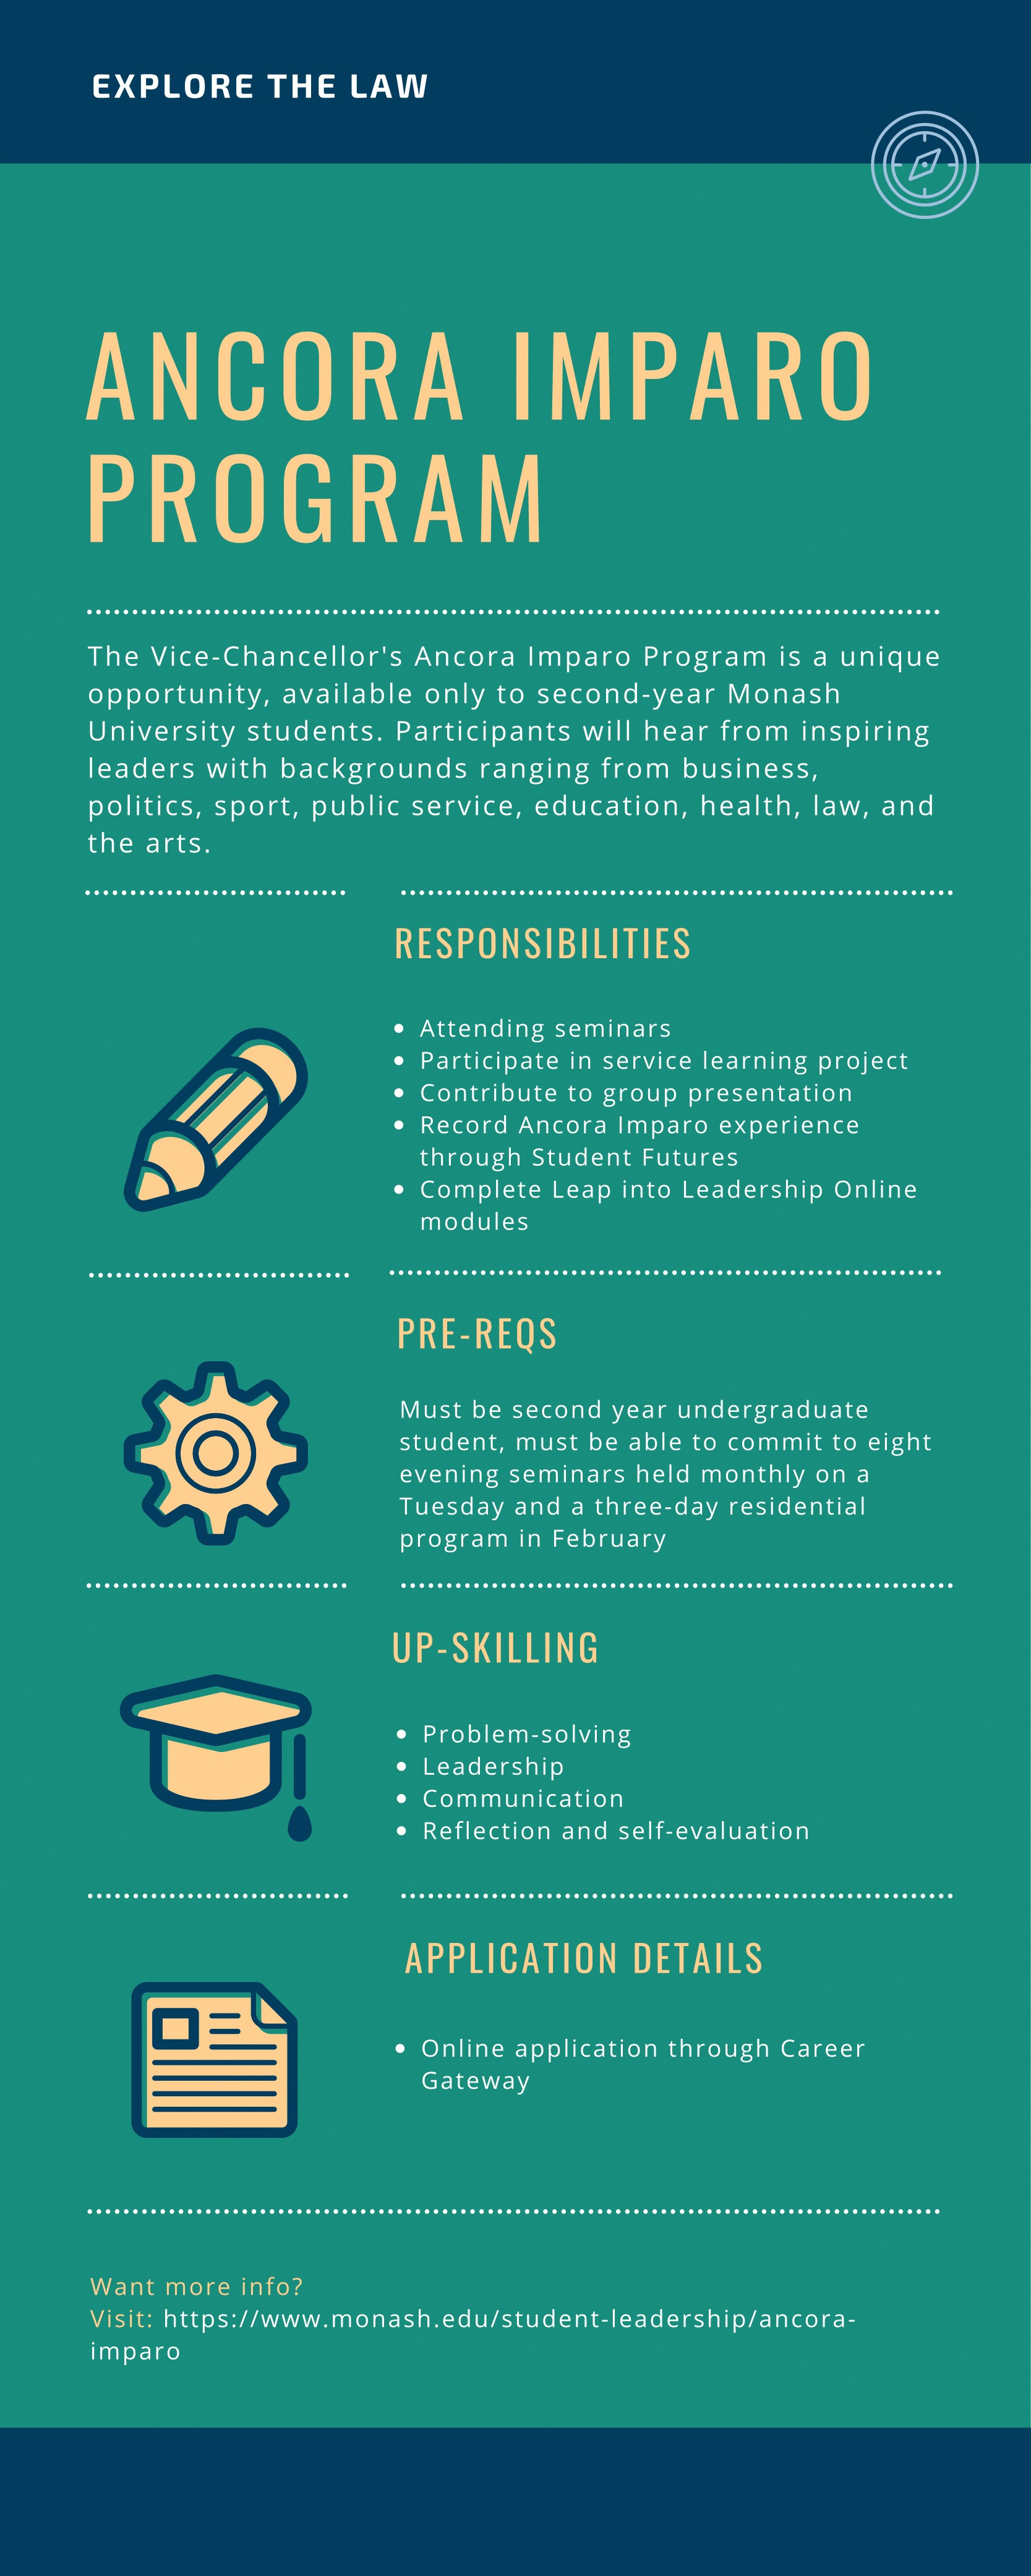 EXPLORE THE LAW
ANCORA IMPARO
PROGRAM
The Vice-Chancellor's Ancora Imparo Program is a unique
opportunity, available only to second-year Monash
University students. Participants will hear from inspiring
leaders with backgrounds ranging from business,
politics, sport, public service, education, health, law, and
the arts.
RESPONSIBILITIES
• Attending seminars
• Participate in service learning project
• Contribute to group presentation
• Record Ancora Imparo experience
through Student Futures
• Complete Leap into Leadership Online
modules
PRE-REQS
Must be second year undergraduate
student, must be able to commit to eight
evening seminars held monthly on a
Tuesday and a three-day residential
program in February
UP-SKILLING
• Problem-solving
• Leadership
• Communication
• Reflection and self-evaluation
APPLICATION DETAILS
• Online application through Career
Gateway
Want more info?
Visit: https://www.monash.edu/student-leadership/ancora-
imparo